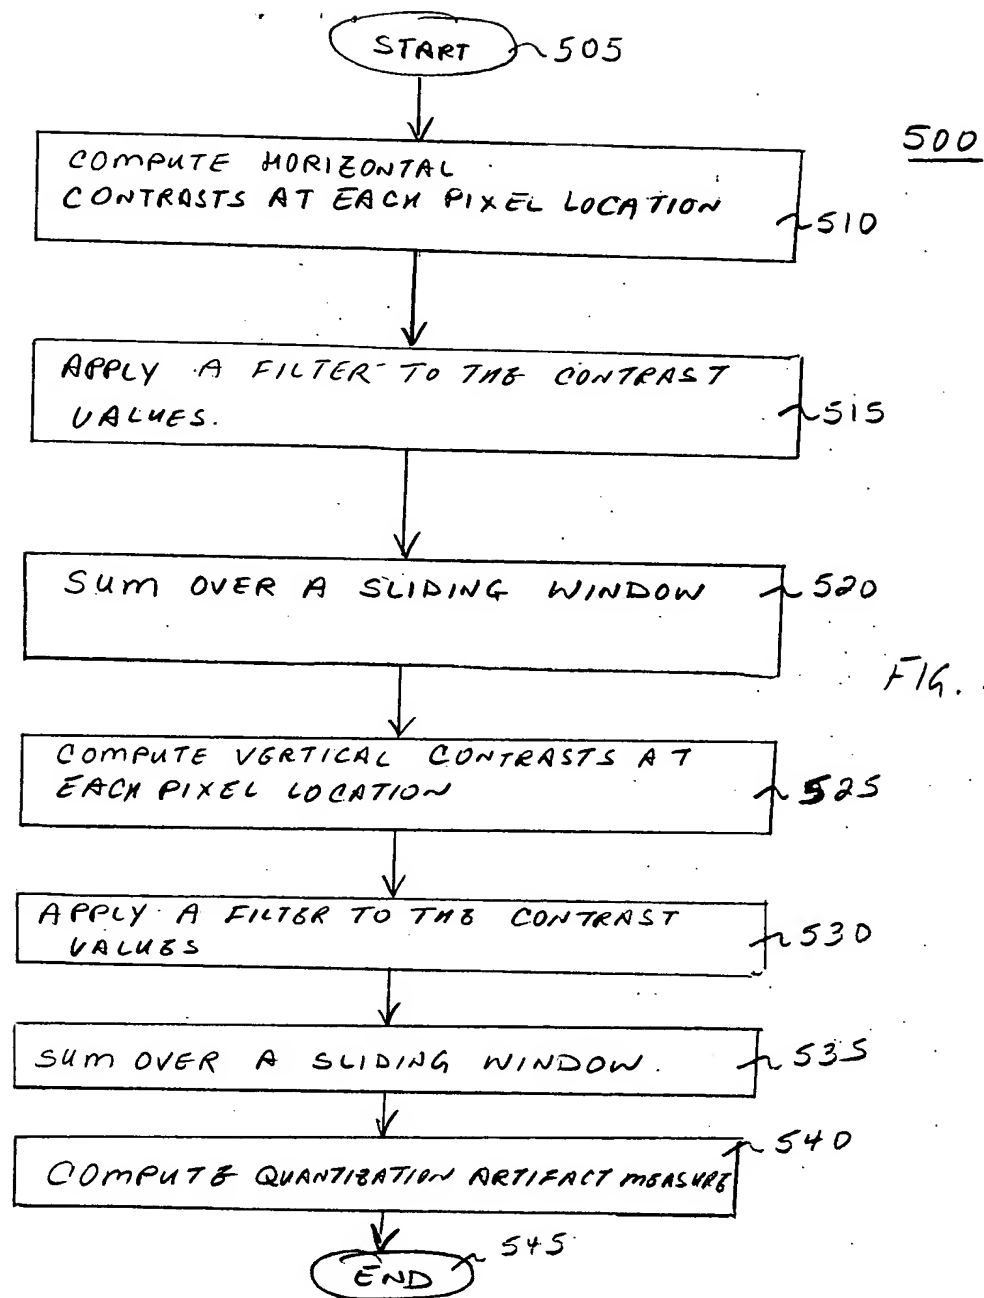 START 505
500
COMPUTE HORIZONTAL
CONTRASTS AT EACH PIXEL LOCATION
510
APPLY A FILTER TO THE CONTRAST
VALUES.
515
SUM OVER A SLIDING WINDOW 520
FIG.
COMPUTE VERTICAL CONTRASTS AT
EACH PIXEL LOCATION
525
APPLY A FILTER TO THE CONTRAST
VALUES
530
SUM OVER A SLIDING WINDOW. 535
540
COMPUTE QUANTIZATION ARTIFACT MEASURE
545
END